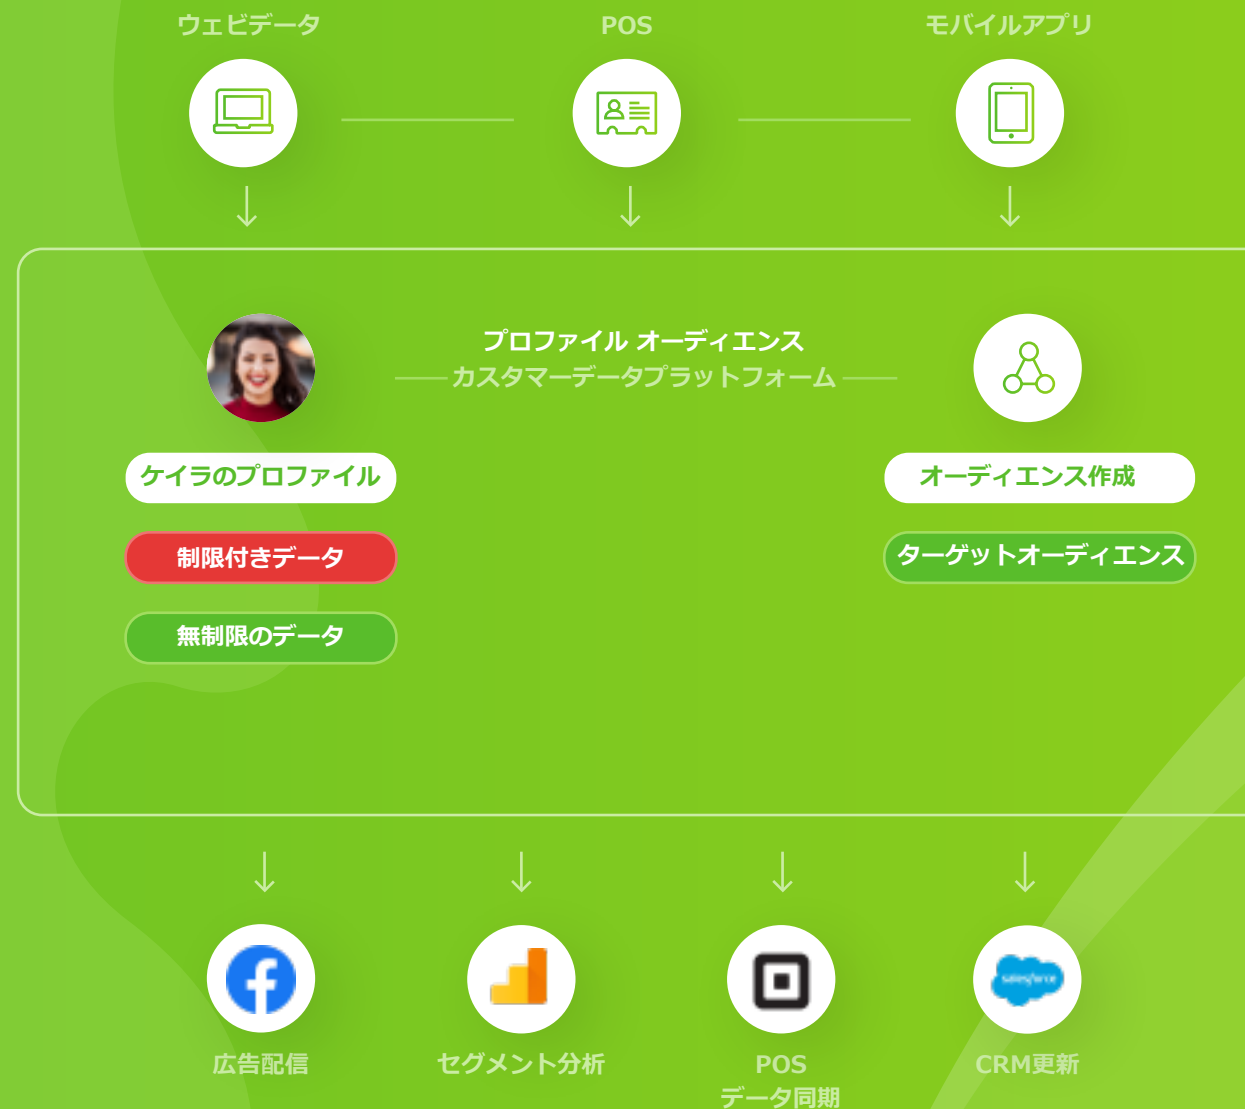 ウェビデータ
POS
モバイルアプリ
プロファイル オーディエンス
カスタマーデータプラットフォーム
ケイラのプロファイル
オーディエンス作成
制限付きデータ
ターゲットオーディエンス
無制限のデータ
salesforce
広告配信
セグメント分析
POS
データ同期
CRM更新